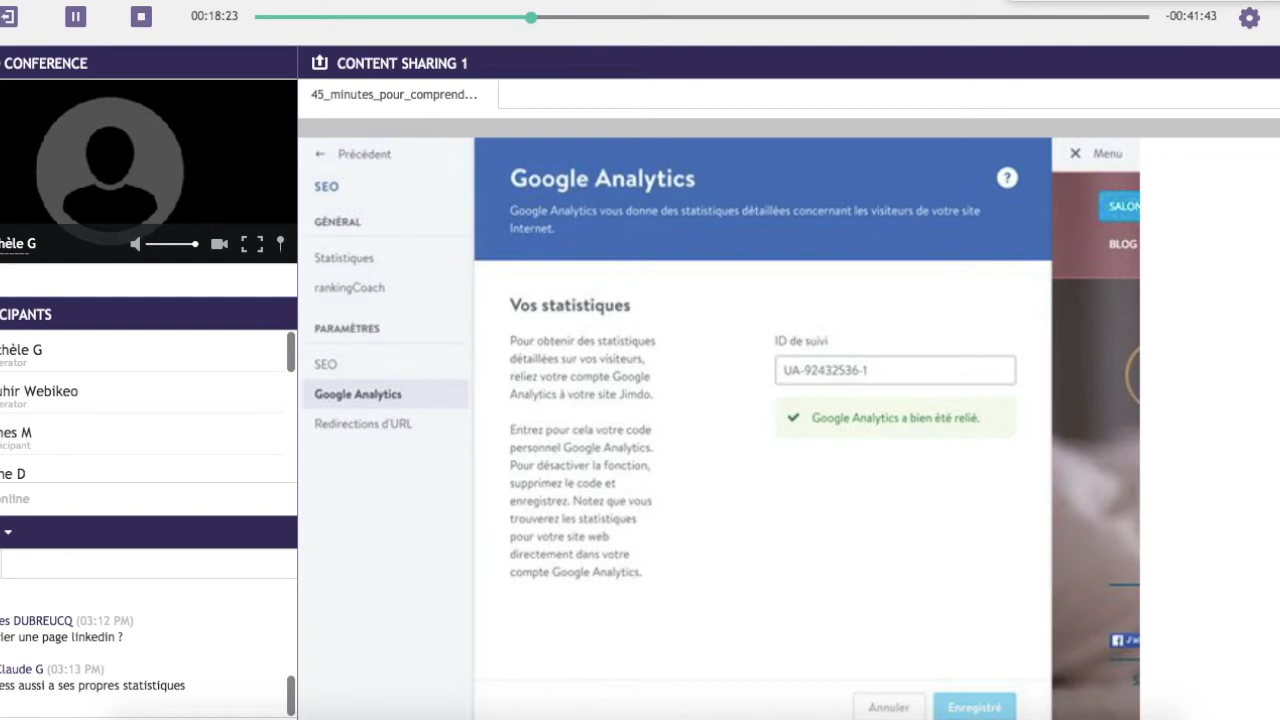 00:18:23
-00:41:43
CONFERENCE
CONTENT SHARING 1
45_minutes_pour_comprend...
hèle G
CIPANTS
chèle G
erator
uhir Webikeo
erator
nes M
icipant
ne D
online
es DUBREUCQ (03:12 PM)
ier une page linkedin ?
Claude G (03:13 PM)
ess aussi a ses propres statistiques
← Précédent
SEO
GÉNÉRAL
Statistiques
rankingCoach
PARAMÈTRES
SEO
Google Analytics
Redirections d'URL
Google Analytics
?
Google Analytics vous donne des statistiques détaillées concernant les visiteurs de votre site
Internet.
Vos statistiques
Pour obtenir des statistiques
détaillées sur vos visiteurs,
reliez votre compte Google
Analytics à votre site Jimdo.
Entrez pour cela votre code
personnel Google Analytics.
Pour désactiver la fonction,
supprimez le code et
enregistrez. Notez que vous
trouverez les statistiques
pour votre site web
directement dans votre
compte Google Analytics.
ID de suivi
UA-92432536-1
Google Analytics a bien été relié.
Annuler
Enregistré
Menu
SALON
BLOG
f J'ai